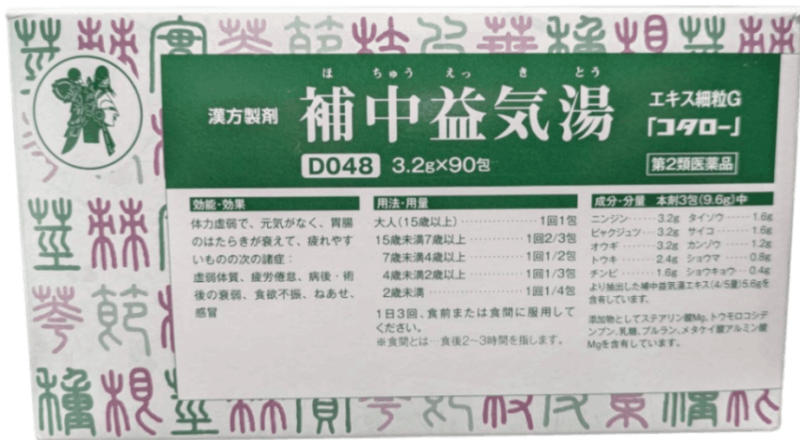 ほ ちゅう えっ き とう
漢方製剤 補中益気湯 エキス細粒G
「コタロー」
D048 3.2g×90包 第2類医薬品
効能・効果
体力虚弱で、元気がなく、胃腸
のはたらきが衰えて、疲れやす
いものの次の諸症：
虚弱体質、疲労倦怠、病後・術
後の衰弱、食欲不振、ねあせ、
感冒
用法・用量
大人(15歳以上)……1回1包
15歳未満7歳以上……1回2/3包
7歳未満4歳以上……1回1/2包
4歳未満2歳以上……1回1/3包
2歳未満……1回1/4包
1日3回、食前または食間に服用して
ください。
※食間とは…食後2〜3時間を指します。
成分・分量 本剤3包(9.6g)中
ニンジン……3.2g タイソウ……1.6g
ビャクジュツ…3.2g サイコ……1.6g
オウギ……3.2g カンゾウ……1.2g
トウキ……2.4g ショウマ……0.8g
チンピ……1.6g ショウキョウ…0.4g
より抽出した補中益気湯エキス(4/5量)5.6gを
含有しています。
添加物としてステアリン酸Mg、トウモロコシデ
ンプン、乳糖、プルラン、メタケイ酸アルミン酸
Mgを含有しています。